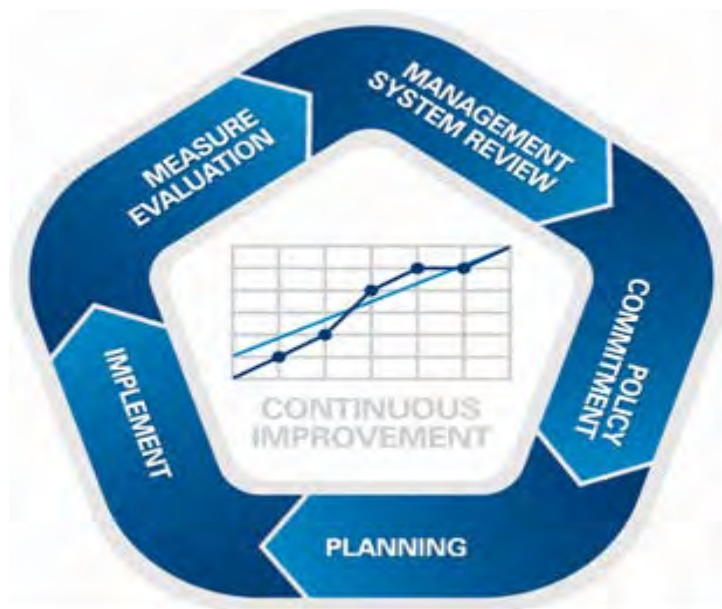 MANAGEMENT
SYSTEM REVIEW
POLICY
COMMITMENT
PLANNING
IMPLEMENT
MEASURE
EVALUATION
CONTINUOUS
IMPROVEMENT